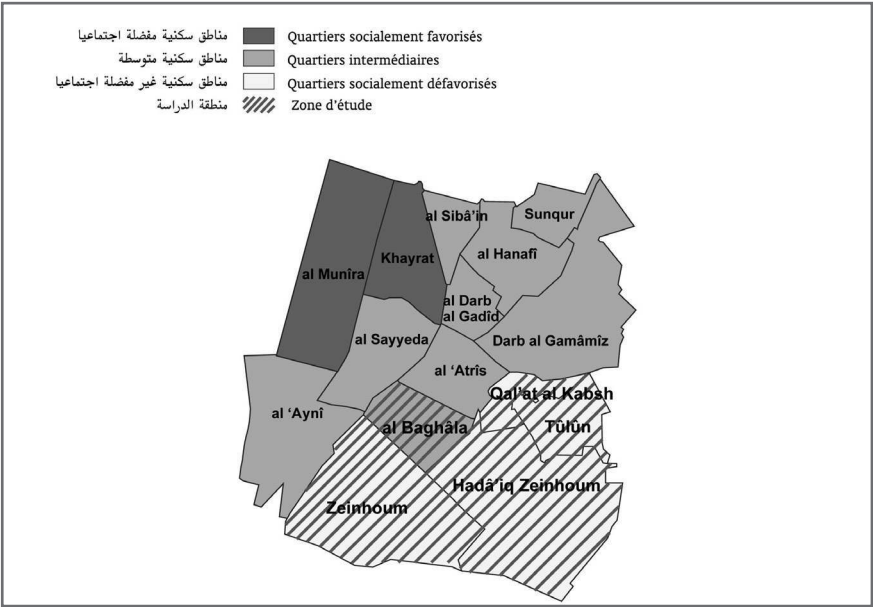 مناطق سكنية مفضلة اجتماعيا Quartiers socialement favorisés
مناطق سكنية متوسطة Quartiers intermédiaires
مناطق سكنية غير مفضلة اجتماعيا Quartiers socialement défavorisés
منطقة الدراسة Zone d'étude
al Sibâ'in
Sunqur
Khayrat
al Hanafî
al Munîra
al Darb
al Gadîd
al Sayyeda
Darb al Gamâmîz
al 'Atrîs
Qal'at al Kabsh
al 'Aynî
al Baghâla
Tûlûn
Hadâ'iq Zeinhoum
Zeinhoum